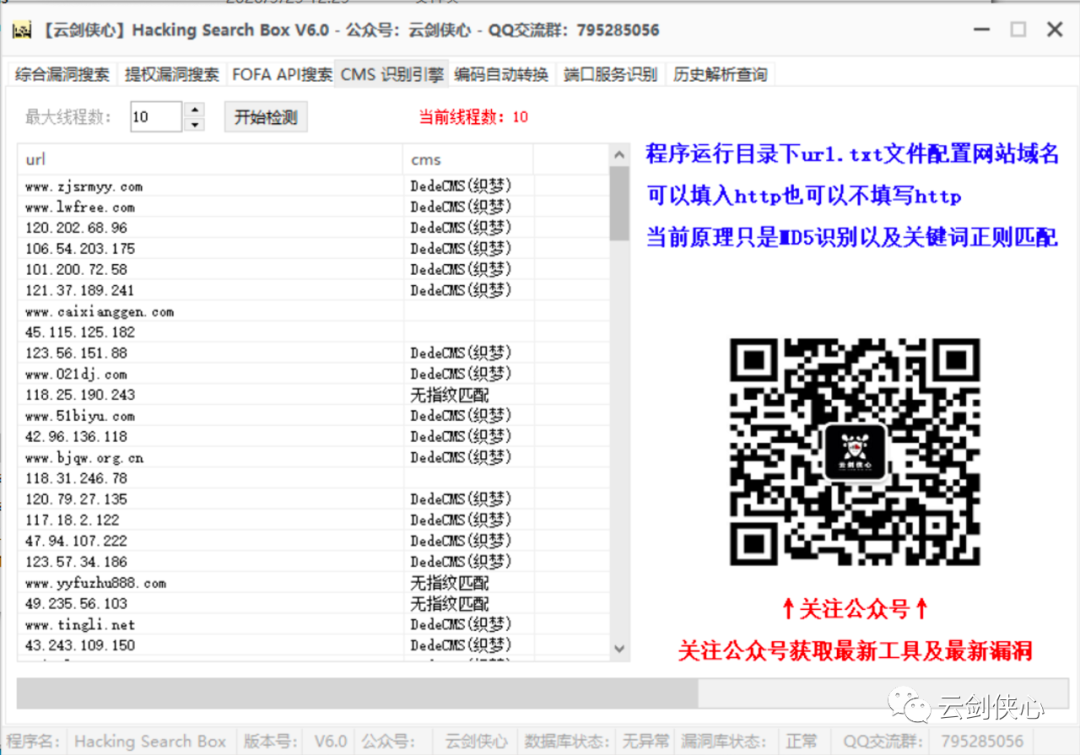 【云剑侠心】Hacking Search Box V6.0 - 公众号：云剑侠心 - QQ交流群：795285056
综合漏洞搜索 提权漏洞搜索 FOFA API搜索 CMS 识别引擎 编码自动转换 端口服务识别 历史解析查询
最大线程数： 10 开始检测 当前线程数：10
url cms
www.zjsrmyy.com DedeCMS(织梦)
www.lwfree.com DedeCMS(织梦)
120.202.68.96 DedeCMS(织梦)
106.54.203.175 DedeCMS(织梦)
101.200.72.58 DedeCMS(织梦)
121.37.189.241 DedeCMS(织梦)
www.caixianggen.com
45.115.125.182
123.56.151.88 DedeCMS(织梦)
www.021dj.com DedeCMS(织梦)
118.25.190.243 无指纹匹配
www.51biyu.com DedeCMS(织梦)
42.96.136.118 DedeCMS(织梦)
www.bjqw.org.cn DedeCMS(织梦)
118.31.246.78
120.79.27.135 DedeCMS(织梦)
117.18.2.122 DedeCMS(织梦)
47.94.107.222 DedeCMS(织梦)
123.57.34.186 DedeCMS(织梦)
www.yyfuzhu888.com 无指纹匹配
49.235.56.103 无指纹匹配
www.tingli.net DedeCMS(织梦)
43.243.109.150 DedeCMS(织梦)
程序运行目录下url.txt文件配置网站域名
可以填入http也可以不填写http
当前原理只是MD5识别以及关键词正则匹配
云剑侠心
↑关注公众号↑
关注公众号获取最新工具及最新漏洞
云剑侠心
程序名： Hacking Search Box 版本号： V6.0 公众号： 云剑侠心 数据库状态： 无异常 漏洞库状态： 正常 QQ交流群： 795285056